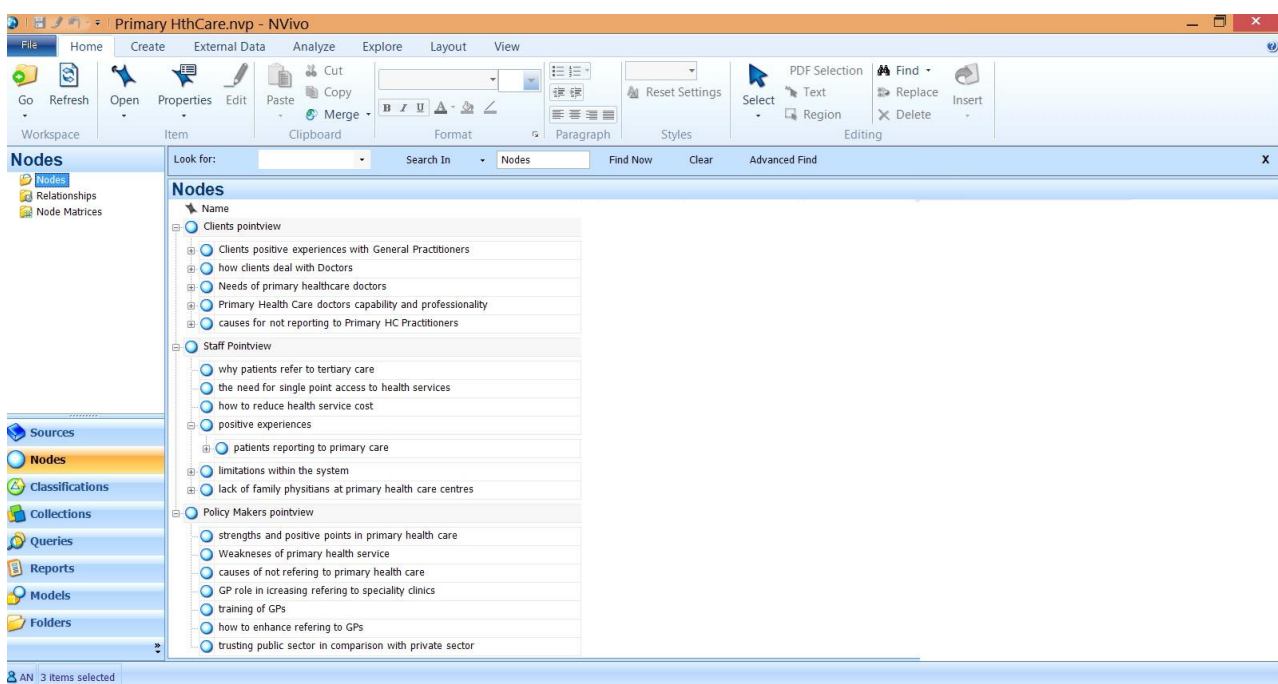 Primary HthCare.nvp - NVivo
File Home Create External Data Analyze Explore Layout View
Go Refresh Open Properties Edit Paste Cut Copy Merge B I U A Reset Settings Select PDF Selection Text Region Find Replace Delete Insert
Workspace Item Clipboard Format Paragraph Styles Editing
Nodes
Nodes
Relationships
Node Matrices
Sources
Nodes
Classifications
Collections
Queries
Reports
Models
Folders
Look for: Search In Nodes Find Now Clear Advanced Find X
Nodes
Name
Clients pointview
Clients positive experiences with General Practitioners
how clients deal with Doctors
Needs of primary healthcare doctors
Primary Health Care doctors capability and professionality
causes for not reporting to Primary HC Practitioners
Staff Pointview
why patients refer to tertiary care
the need for single point access to health services
how to reduce health service cost
positive experiences
patients reporting to primary care
limitations within the system
lack of family physitians at primary health care centres
Policy Makers pointview
strengths and positive points in primary health care
Weakneses of primary health service
causes of not refering to primary health care
GP role in icreasing refering to speciality clinics
training of GPs
how to enhance refering to GPs
trusting public sector in comparison with private sector
AN 3 items selected